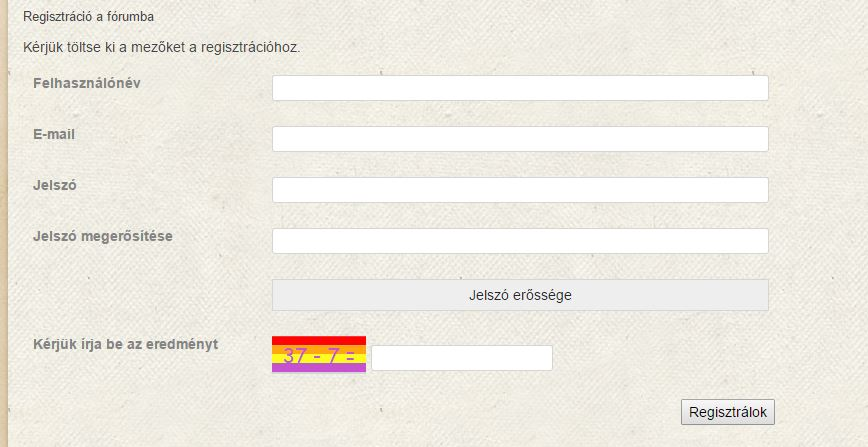 Regisztráció a fórumba
Kérjük töltse ki a mezőket a regisztrációhoz.
Felhasználónév
E-mail
Jelszó
Jelszó megerősítése
Jelszó erőssége
Kérjük írja be az eredményt
37 - 7 =
Regisztrálok